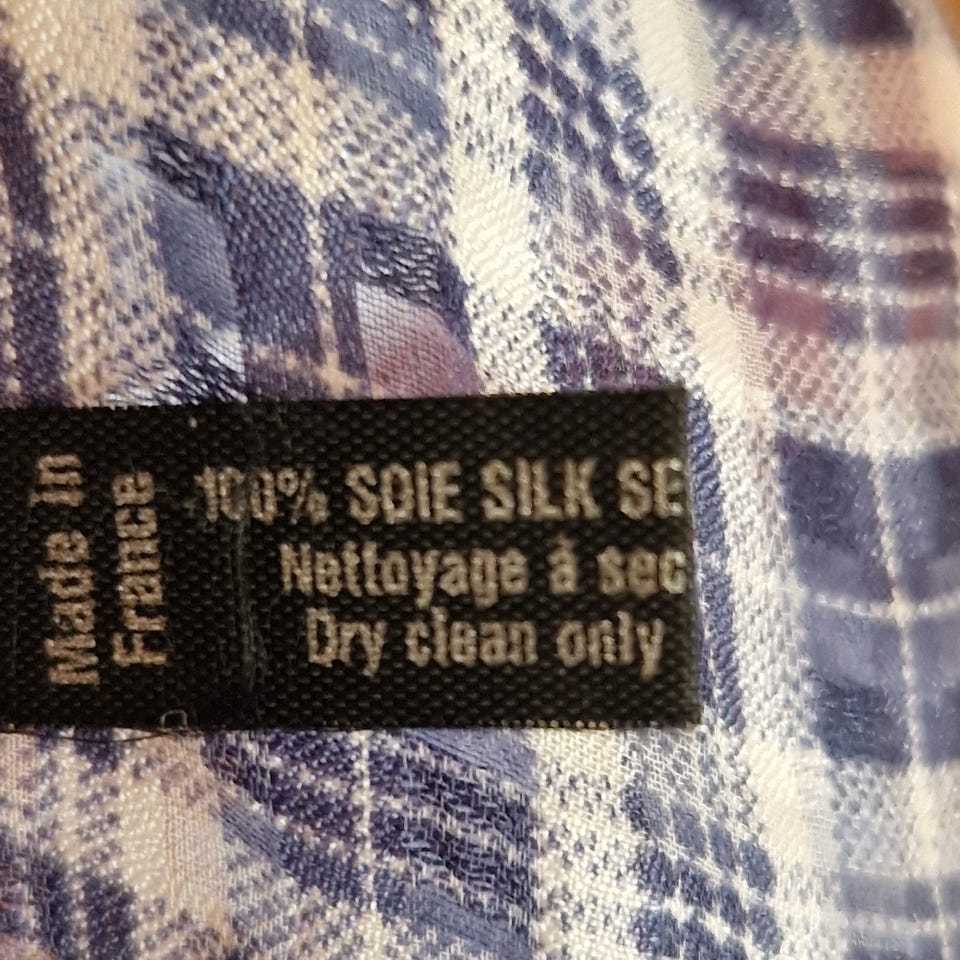 Made in
France
100% SOIE SILK SE
Nettoyage à sec
Dry clean only